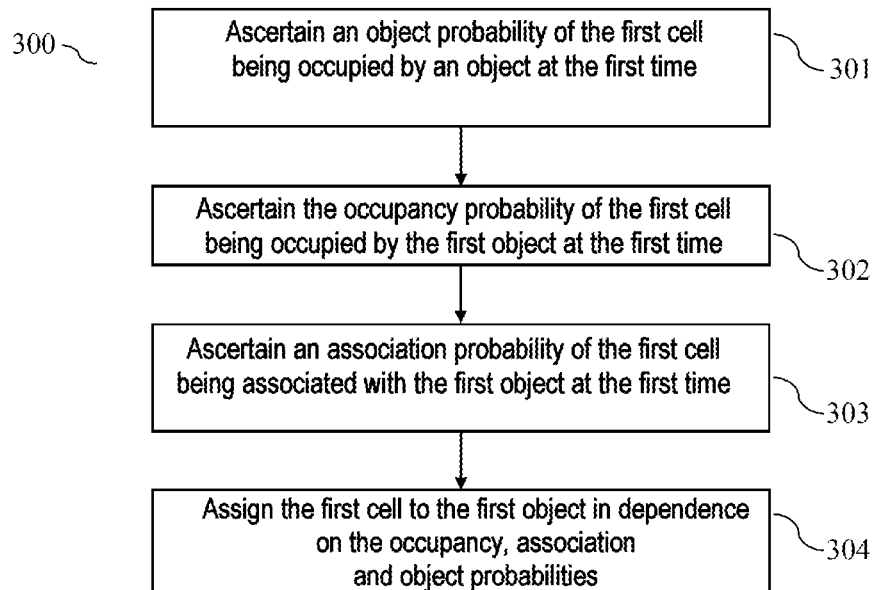 300
Ascertain an object probability of the first cell
being occupied by an object at the first time
301
Ascertain the occupancy probability of the first cell
being occupied by the first object at the first time
302
Ascertain an association probability of the first cell
being associated with the first object at the first time
303
Assign the first cell to the first object in dependence
on the occupancy, association
and object probabilities
304